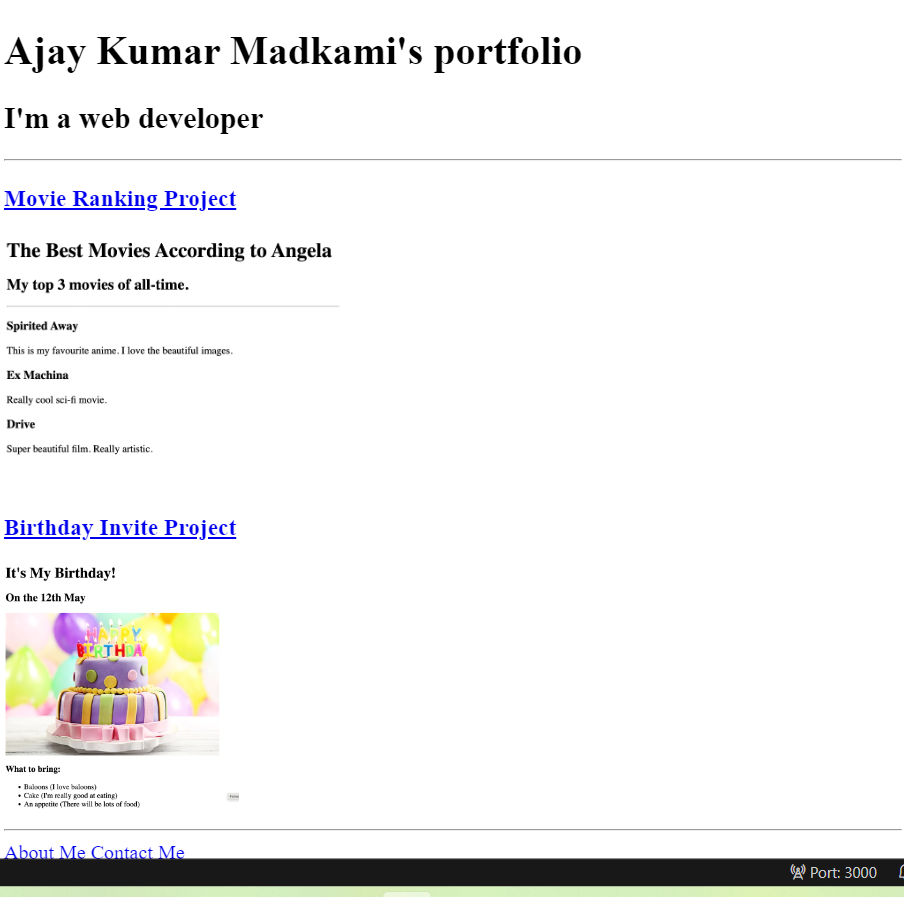 Ajay Kumar Madkami's portfolio
I'm a web developer
Movie Ranking Project
The Best Movies According to Angela
My top 3 movies of all-time.
Spirited Away
This is my favourite anime. I love the beautiful images.
Ex Machina
Really cool sci-fi movie.
Drive
Super beautiful film. Really artistic.
Birthday Invite Project
It's My Birthday!
On the 12th May
HAPPY
BIRTHDAY
What to bring:
• Baloons (I love baloons)
• Cake (I'm really good at eating)
• An appetite (There will be lots of food)
About Me Contact Me
Port: 3000